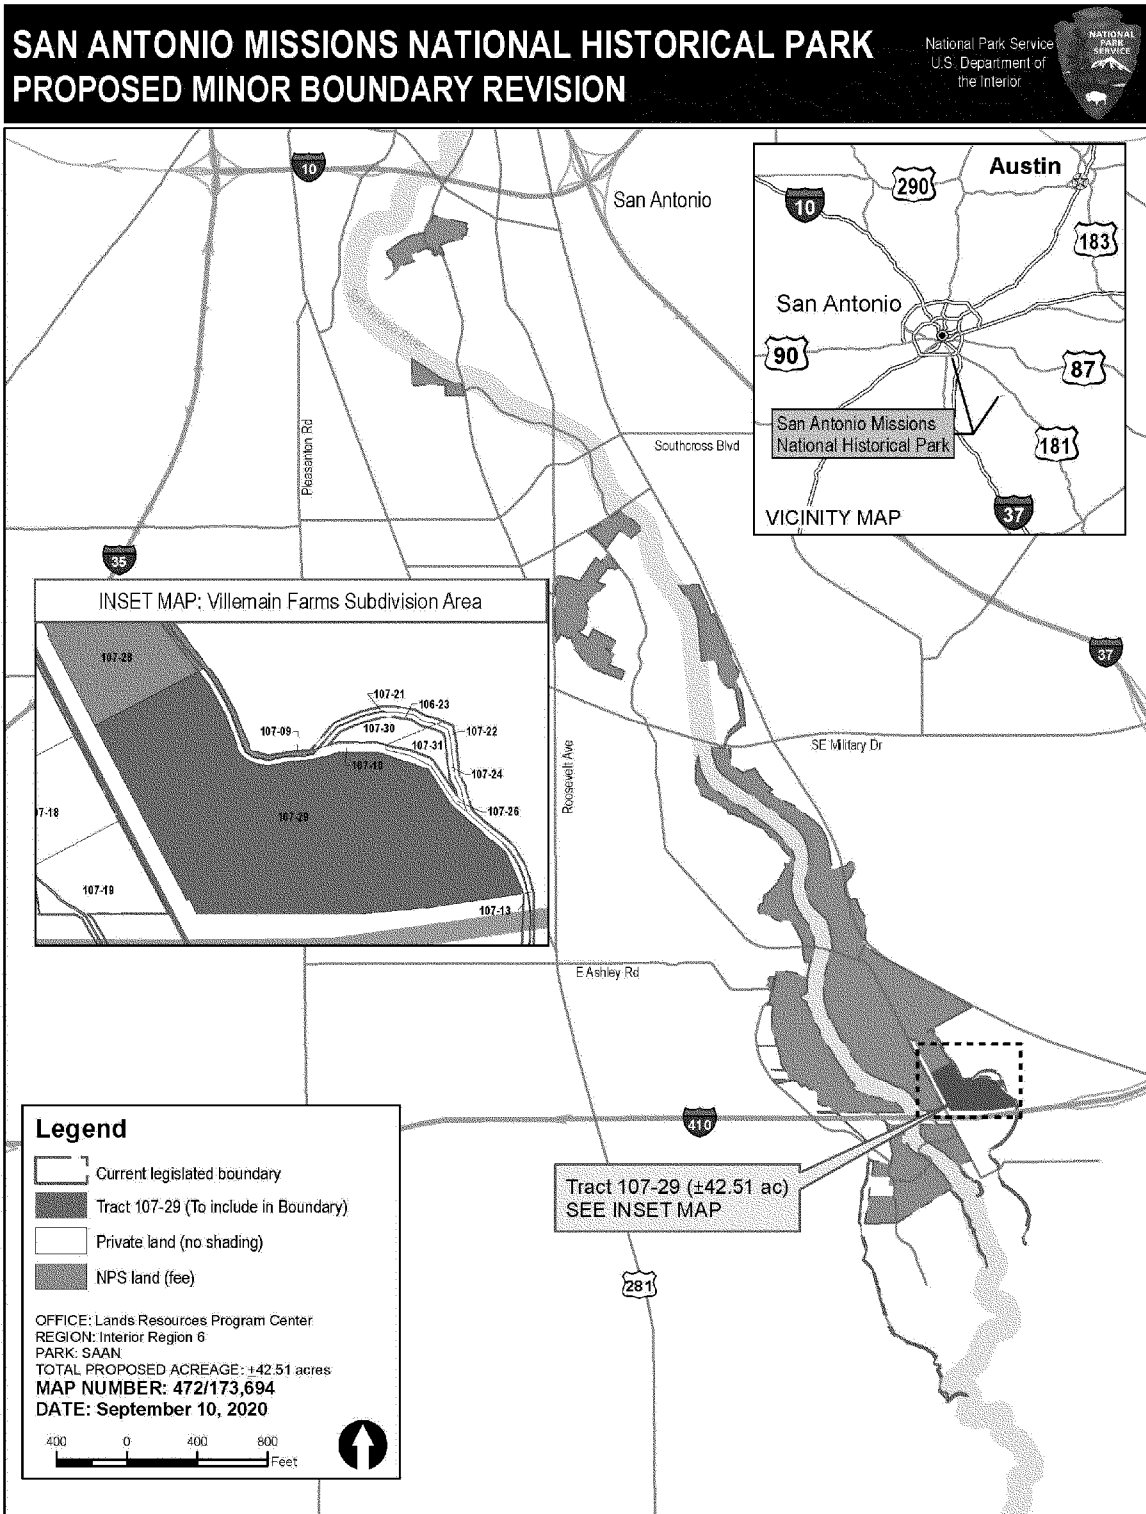 SAN ANTONIO MISSIONS NATIONAL HISTORICAL PARK
PROPOSED MINOR BOUNDARY REVISION
National Park Service
U.S. Department of
the Interior
NATIONAL
PARK
SERVICE
10
San Antonio
Austin
290
10
183
San Antonio
90
87
San Antonio Missions
National Historical Park
181
37
VICINITY MAP
Southcross Blvd
Pleasanton Rd
35
37
INSET MAP: Villemain Farms Subdivision Area
107-28
107-21
106-23
107-09
107-30
107-22
107-31
107-10
107-24
107-26
107-29
07-18
107-19
107-13
SE Military Dr
Roosevelt Ave
E Ashley Rd
410
Tract 107-29 (±42.51 ac)
SEE INSET MAP
281
Legend
Current legislated boundary
Tract 107-29 (To include in Boundary)
Private land (no shading)
NPS land (fee)
OFFICE: Lands Resources Program Center
REGION: Interior Region 6
PARK: SAAN
TOTAL PROPOSED ACREAGE: ±42.51 acres
MAP NUMBER: 472/173,694
DATE: September 10, 2020
400 0 400 800
Feet